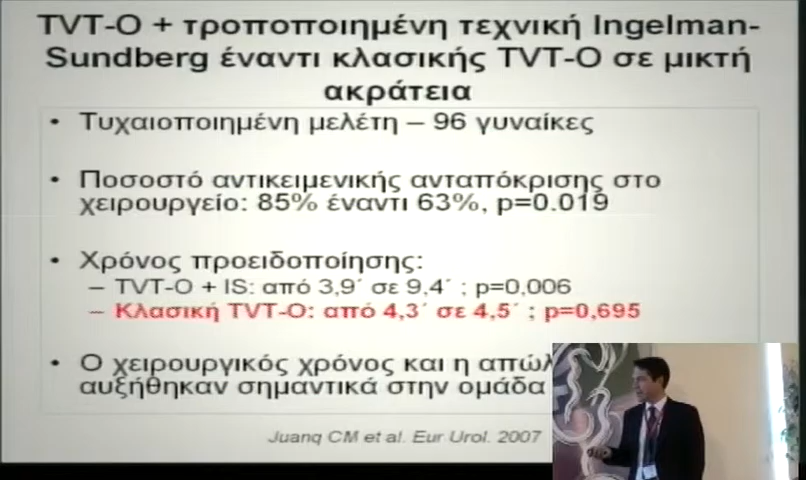 TVT-O + τροποποιημένη τεχνική Ingelman-
Sundberg έναντι κλασικής TVT-O σε μικτή
ακράτεια
• Τυχαιοποιημένη μελέτη – 96 γυναίκες
• Ποσοστό αντικειμενικής ανταπόκρισης στο
χειρουργείο: 85% έναντι 63%, p=0.019
• Χρόνος προειδοποίησης:
– TVT-O + IS: από 3,9΄ σε 9,4΄ ; p=0,006
– Κλασική TVT-O: από 4,3΄ σε 4,5΄ ; p=0,695
• Ο χειρουργικός χρόνος και η
αυξήθηκαν σημαντικά στην ομάδα
Juang CM et al. Eur Urol. 2007